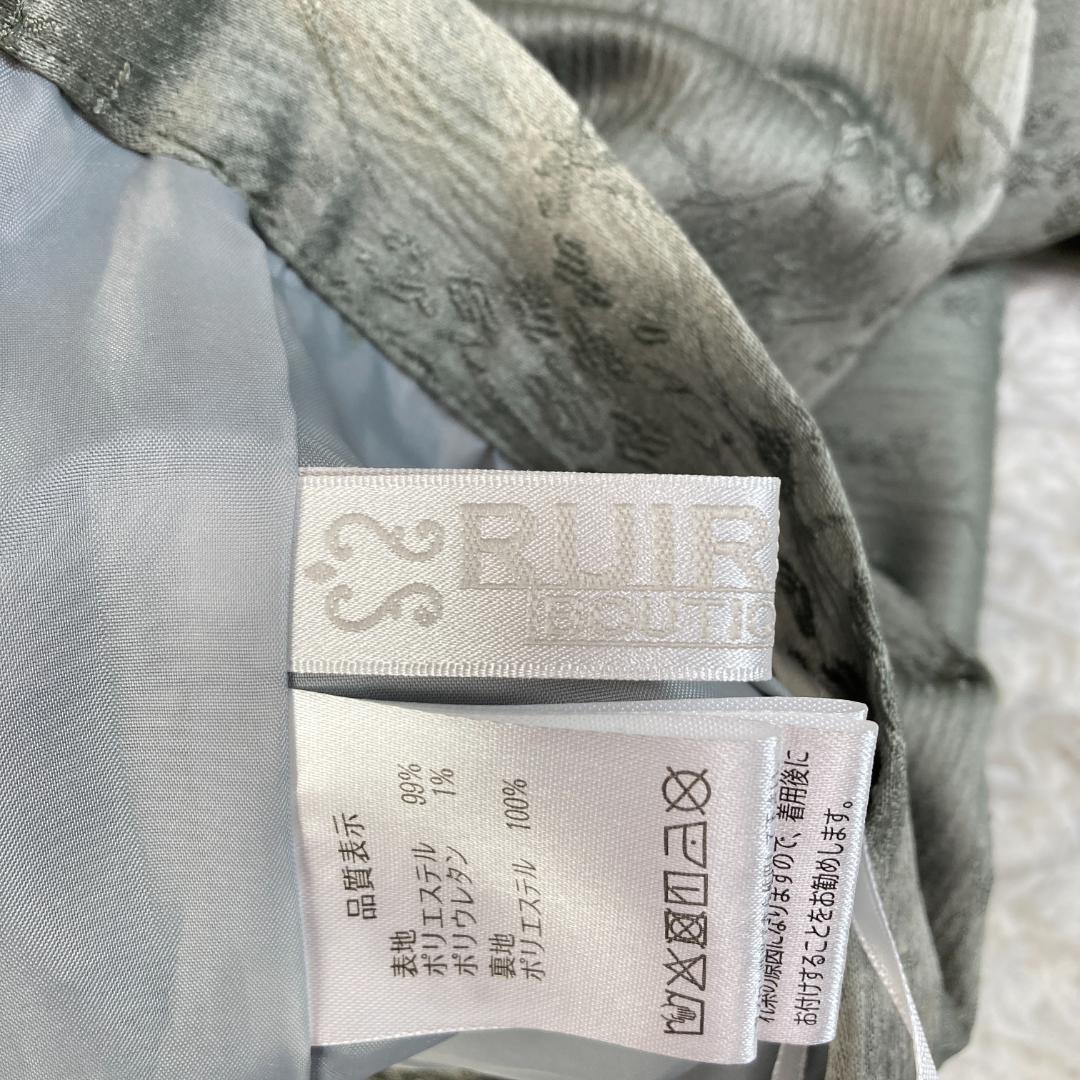 RUIR
BOUTIQ
品質表示
表地
ポリエステル 99%
ポリウレタン 1%
裏地
ポリエステル 100%
原因になりますので、着用後に
お付けすることをお勧めします。